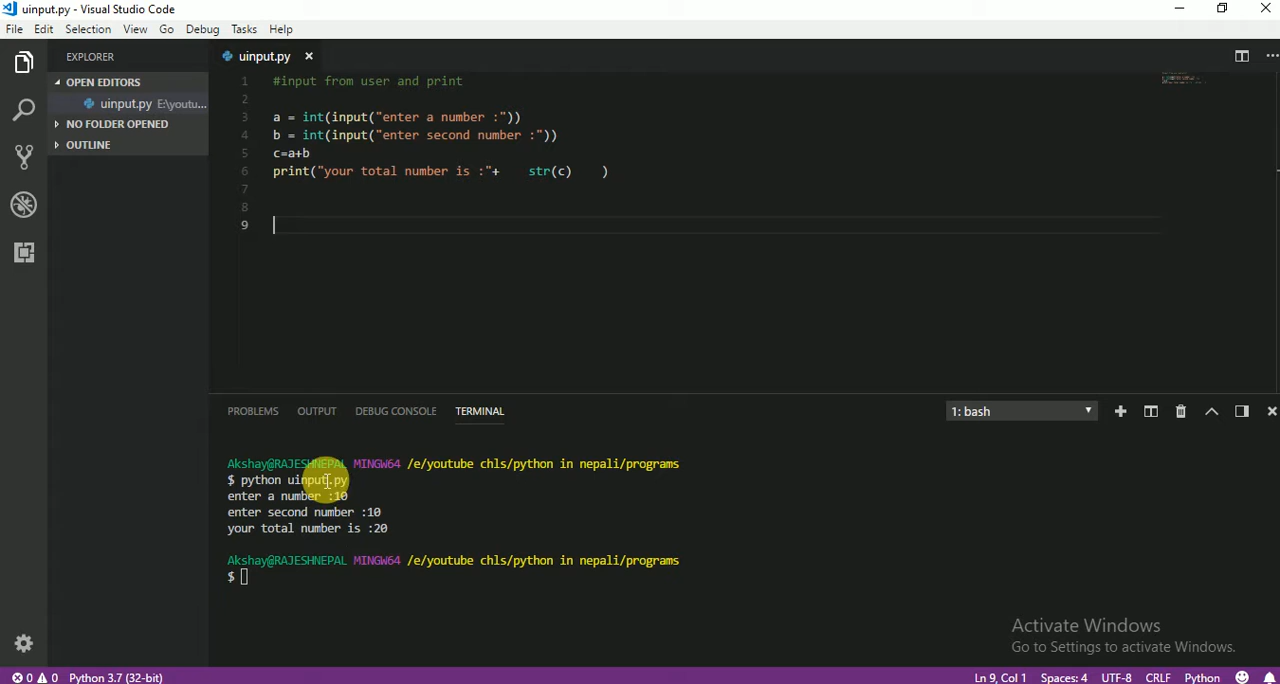 uinput.py - Visual Studio Code
File Edit Selection View Go Debug Tasks Help
EXPLORER
OPEN EDITORS
uinput.py E:\youtu...
NO FOLDER OPENED
OUTLINE
uinput.py
1 #input from user and print
2
3 a = int(input("enter a number :"))
4 b = int(input("enter second number :"))
5 c=a+b
6 print("your total number is :"+    str(c)    )
7
8
9
PROBLEMS OUTPUT DEBUG CONSOLE TERMINAL
1: bash
Akshay@RAJESHNEPAL MINGW64 /e/youtube chls/python in nepali/programs
$ python uinput.py
enter a number :10
enter second number :10
your total number is :20
Akshay@RAJESHNEPAL MINGW64 /e/youtube chls/python in nepali/programs
$
Activate Windows
Go to Settings to activate Windows.
0 0 Python 3.7 (32-bit) Ln 9, Col 1 Spaces: 4 UTF-8 CRLF Python